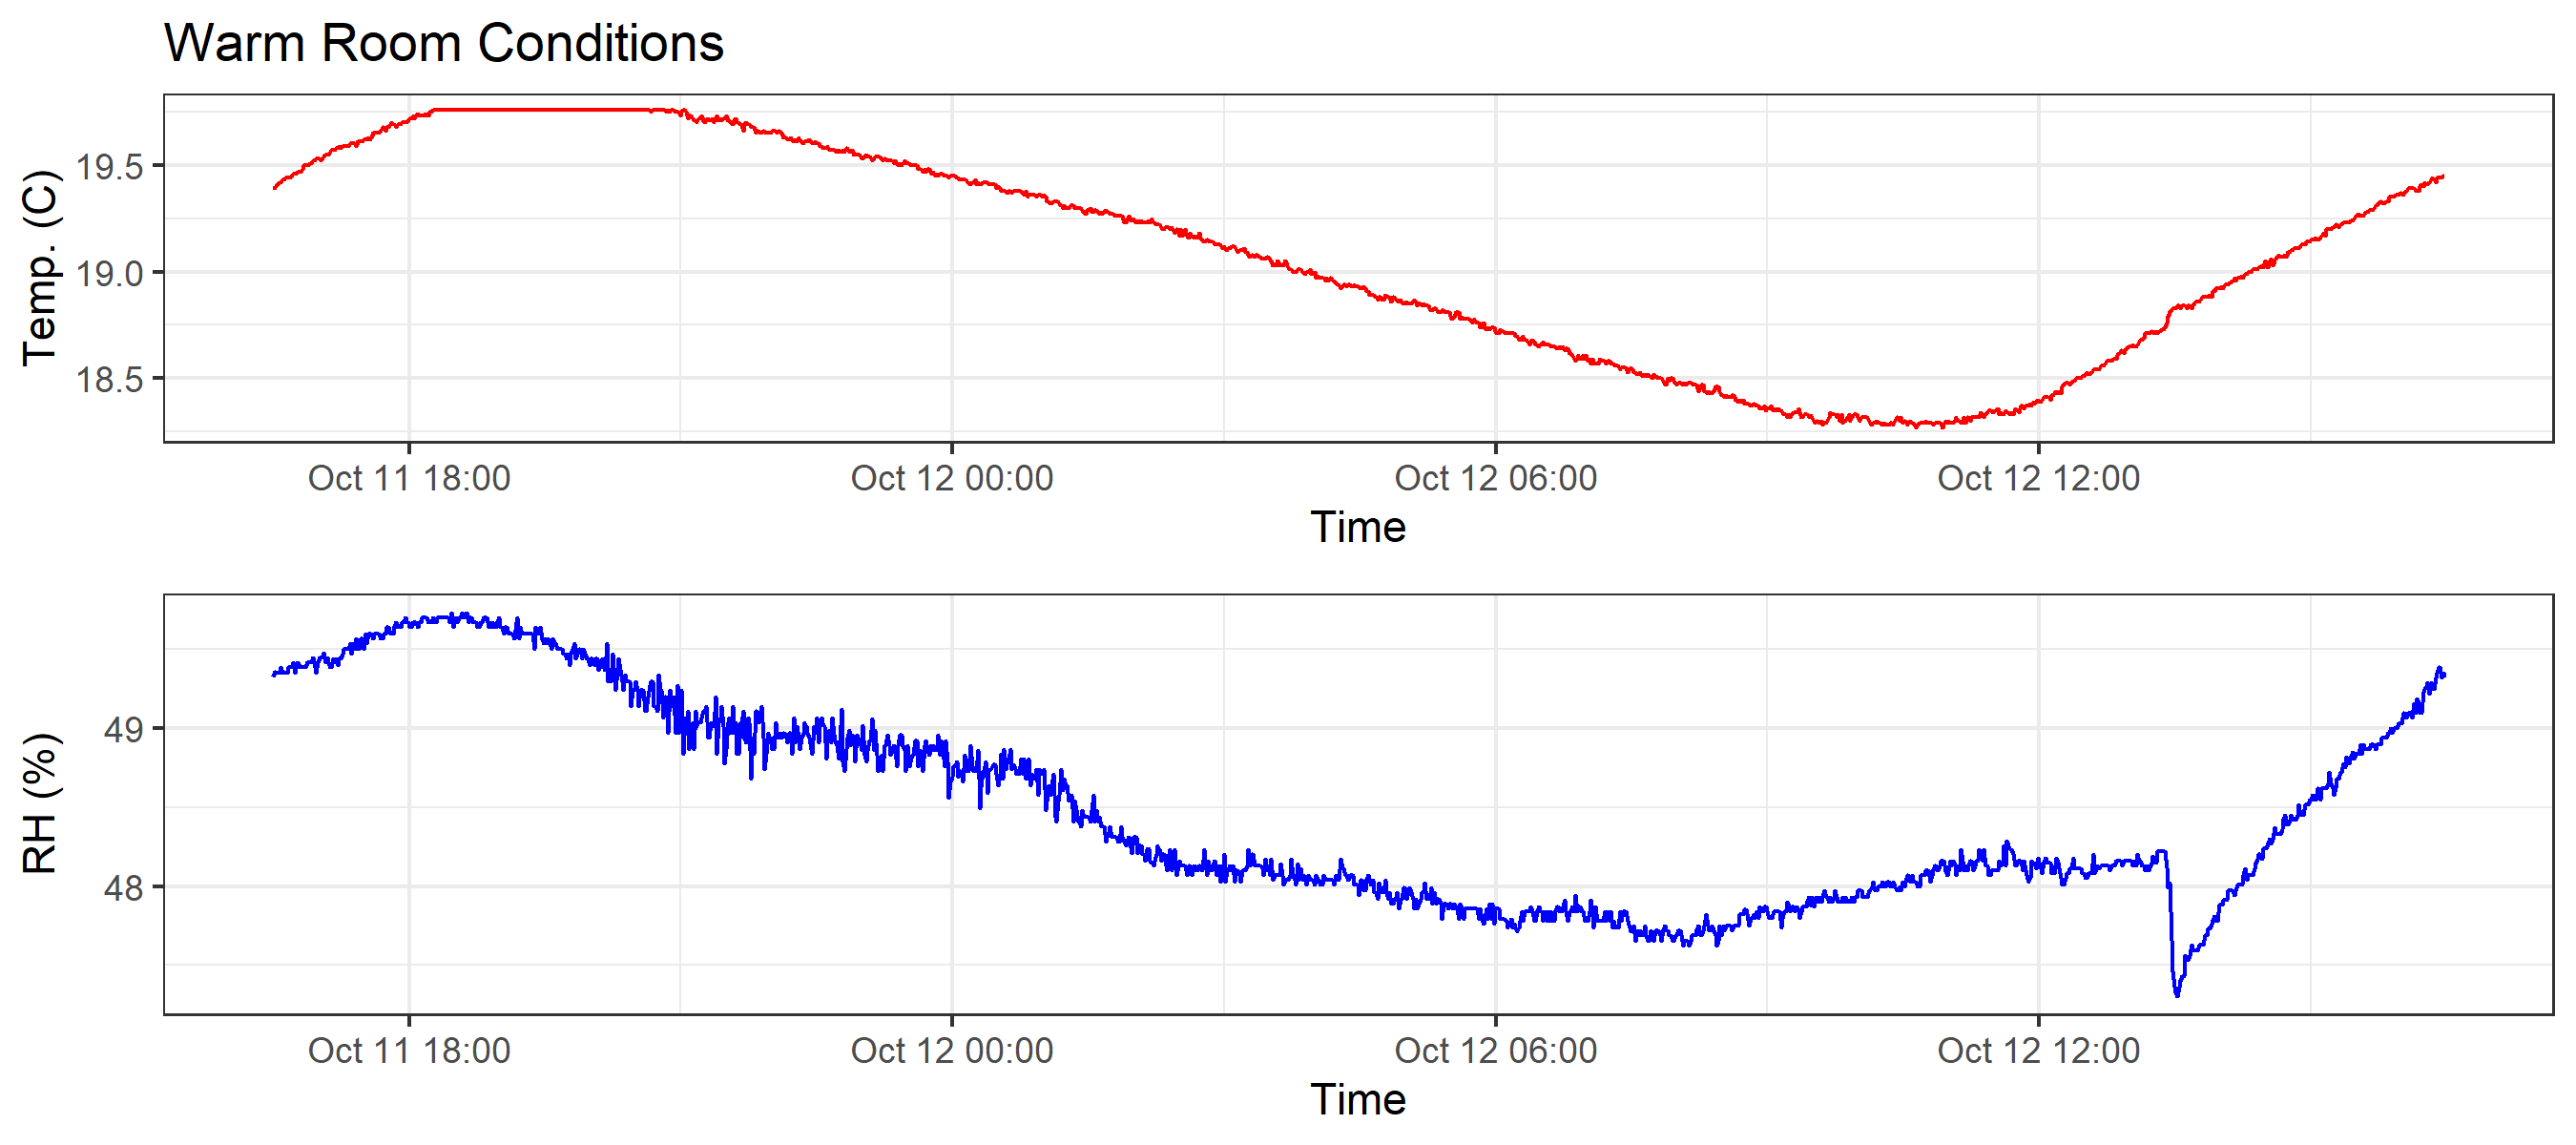 Warm Room Conditions
Temp. (C)
19.5
19.0
18.5
Oct 11 18:00 Oct 12 00:00 Oct 12 06:00 Oct 12 12:00
Time
RH (%)
49
48
Oct 11 18:00 Oct 12 00:00 Oct 12 06:00 Oct 12 12:00
Time